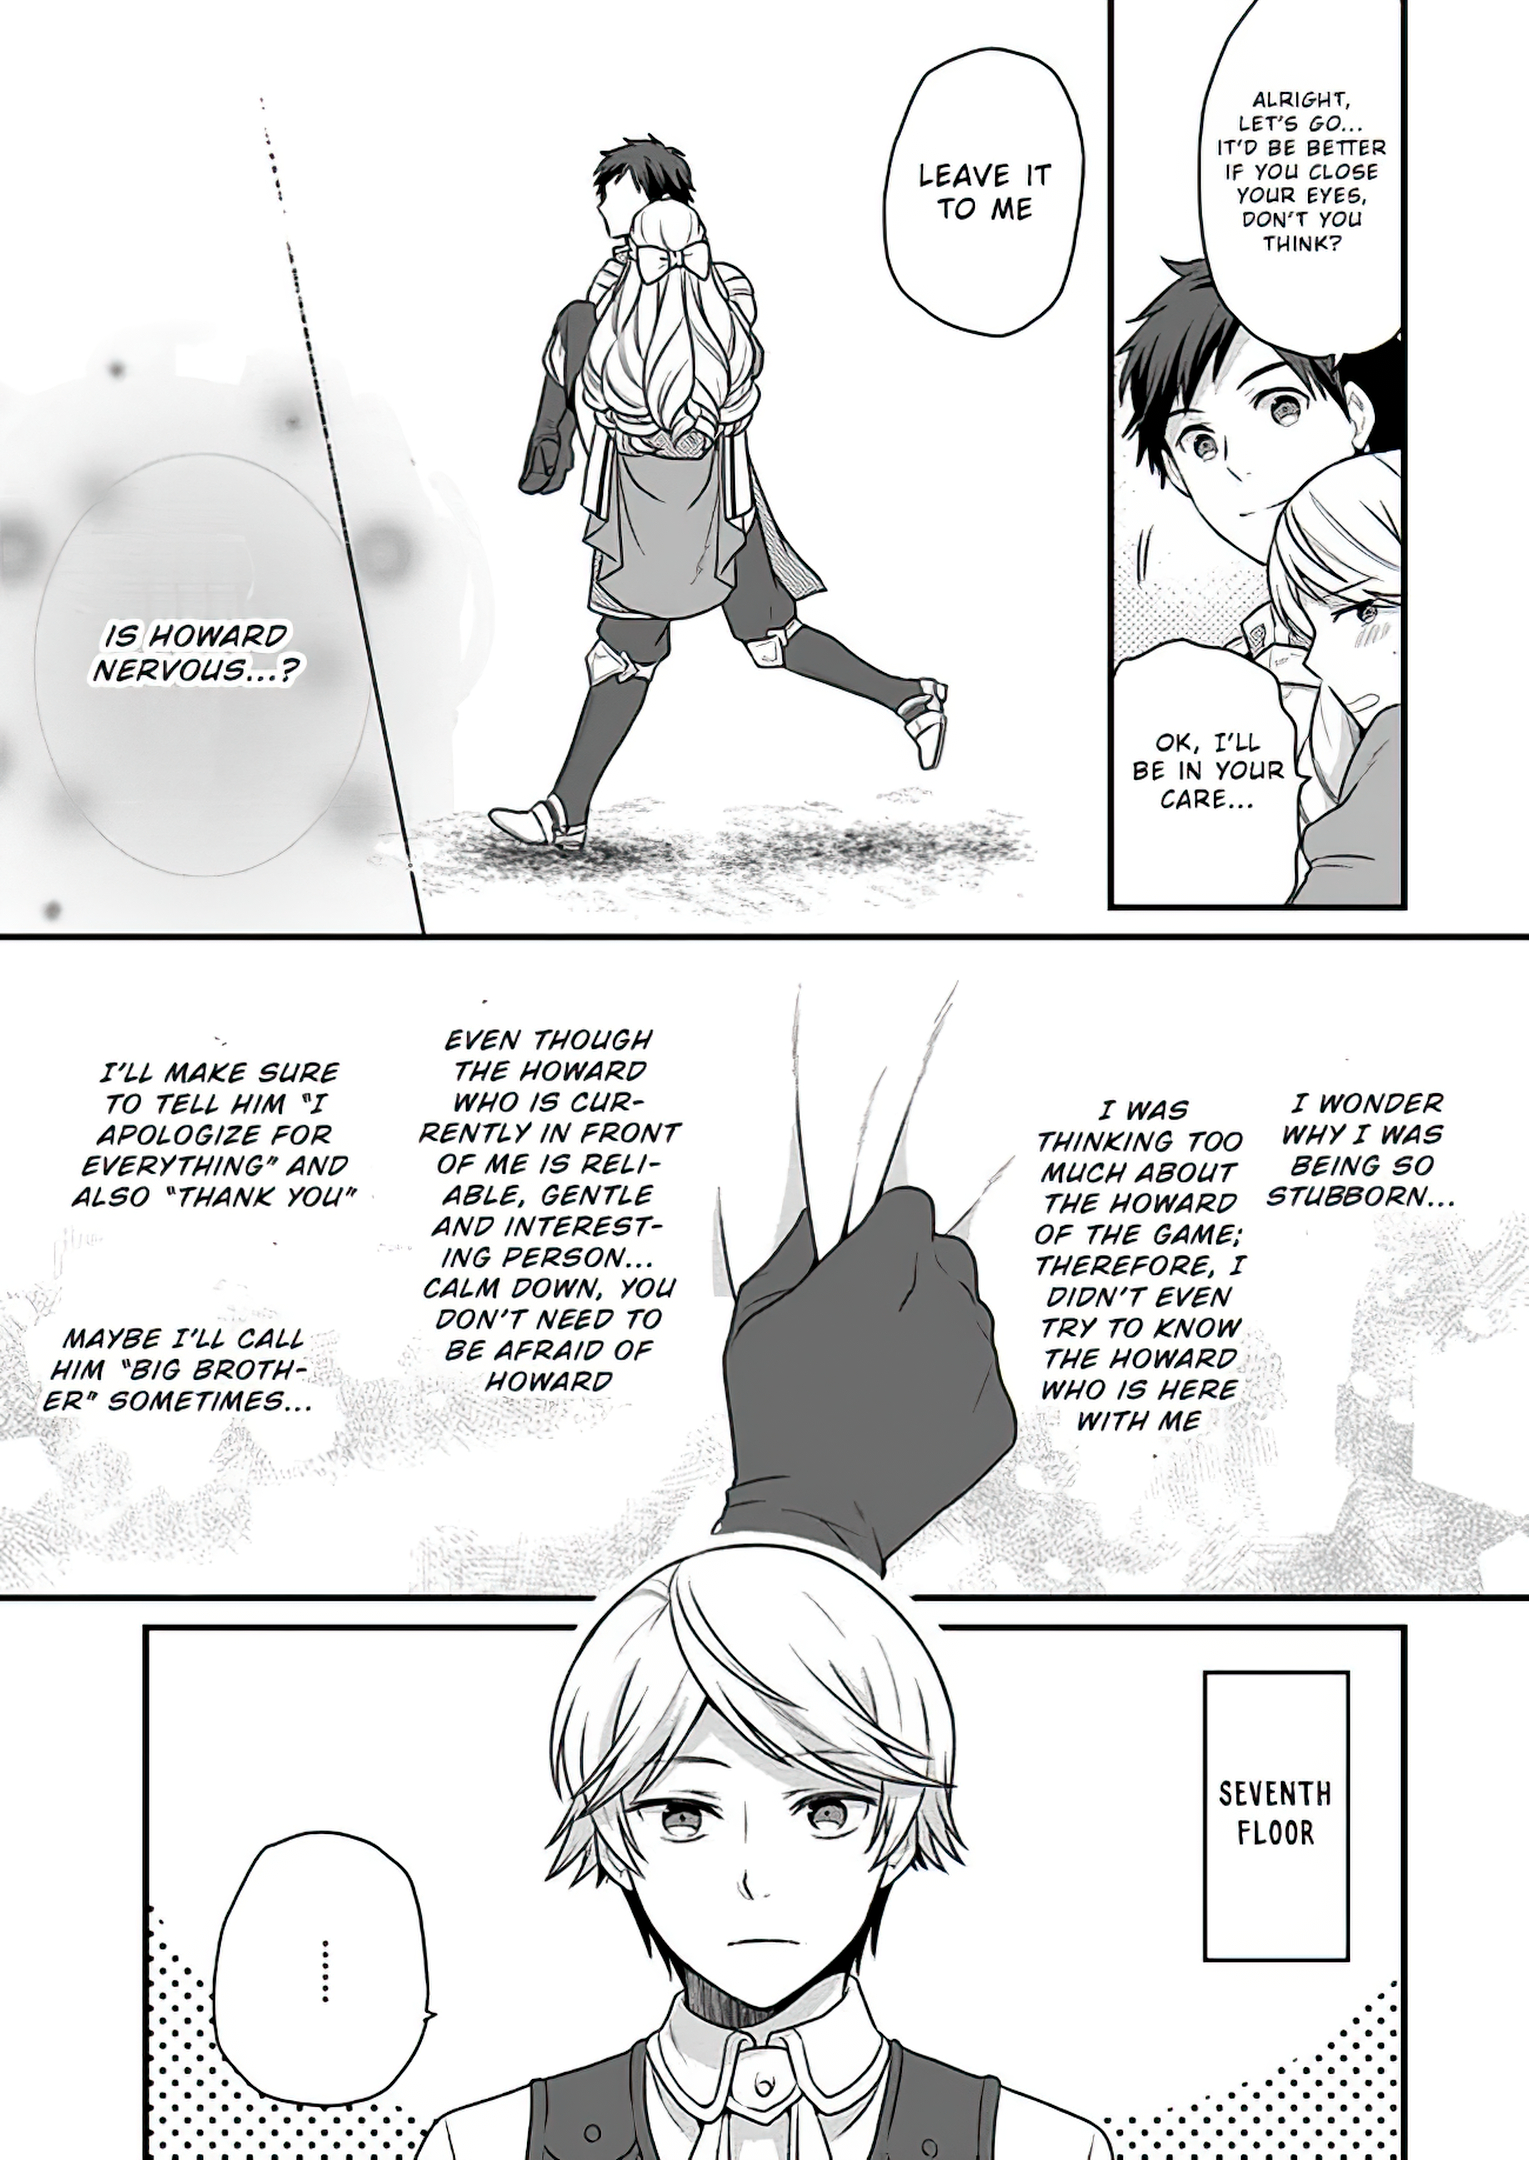 ALRIGHT,
LET'S GO...
IT'D BE BETTER
IF YOU CLOSE
YOUR EYES,
DON'T YOU
THINK?
OK, I'LL
BE IN YOUR
CARE...
LEAVE IT
TO ME
IS HOWARD
NERVOUS...?
I WONDER
WHY I WAS
BEING SO
STUBBORN...
I WAS
THINKING TOO
MUCH ABOUT
THE HOWARD
OF THE GAME;
THEREFORE, I
DIDN'T EVEN
TRY TO KNOW
THE HOWARD
WHO IS HERE
WITH ME
EVEN THOUGH
THE HOWARD
WHO IS CUR-
RENTLY IN FRONT
OF ME IS RELI-
ABLE, GENTLE
AND INTEREST-
ING PERSON...
CALM DOWN, YOU
DON'T NEED TO
BE AFRAID OF
HOWARD
I'LL MAKE SURE
TO TELL HIM "I
APOLOGIZE FOR
EVERYTHING" AND
ALSO "THANK YOU"
MAYBE I'LL CALL
HIM "BIG BROTH-
ER" SOMETIMES...
SEVENTH
FLOOR
.......